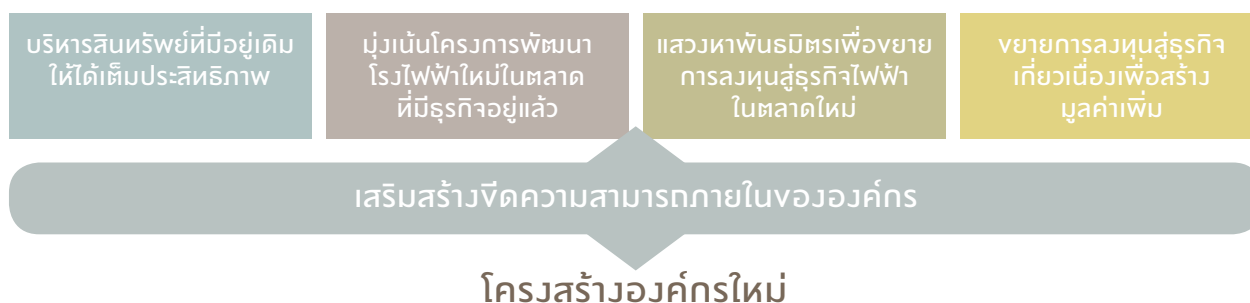 บริหารสินทรัพย์ที่มีอยู่เดิม
ให้ได้เต็มประสิทธิภาพ
มุ่งเน้นโครงการพัฒนา
โรงไฟฟ้าใหม่ในตลาด
ที่มีธุรกิจอยู่แล้ว
แสวงหาพันธมิตรเพื่อขยาย
การลงทุนสู่ธุรกิจไฟฟ้า
ในตลาดใหม่
ขยายการลงทุนสู่ธุรกิจ
เกี่ยวเนื่องเพื่อสร้าง
มูลค่าเพิ่ม
เสริมสร้างขีดความสามารถภายในขององค์กร
โครงสร้างองค์กรใหม่